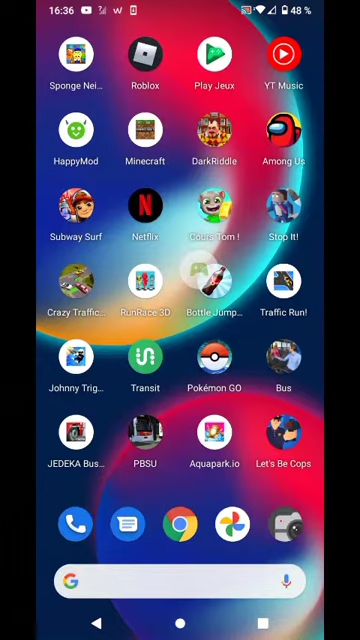 16:36
48 %
Sponge Nei...
Roblox
Play Jeux
YT Music
HappyMod
Minecraft
DarkRiddle
Among Us
Subway Surf
Netflix
Cours Tom !
Stop It!
Crazy Traffic...
RunRace 3D
Bottle Jump...
Traffic Run!
Johnny Trig...
Transit
Pokémon GO
Bus
JEDEKA Bus...
PBSU
Aquapark.io
Let's Be Cops